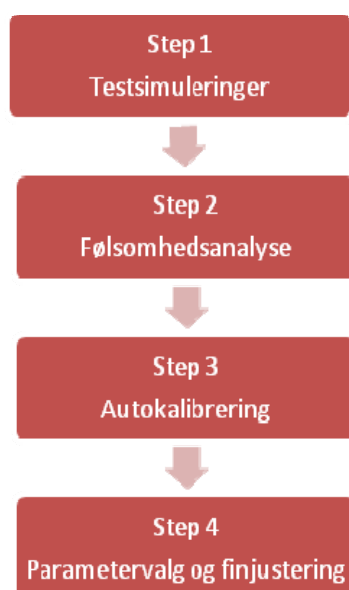 Step 1
Testsimuleringer
Step 2
Følsomhedsanalyse
Step 3
Autokalibrering
Step 4
Parametervalg og finjustering